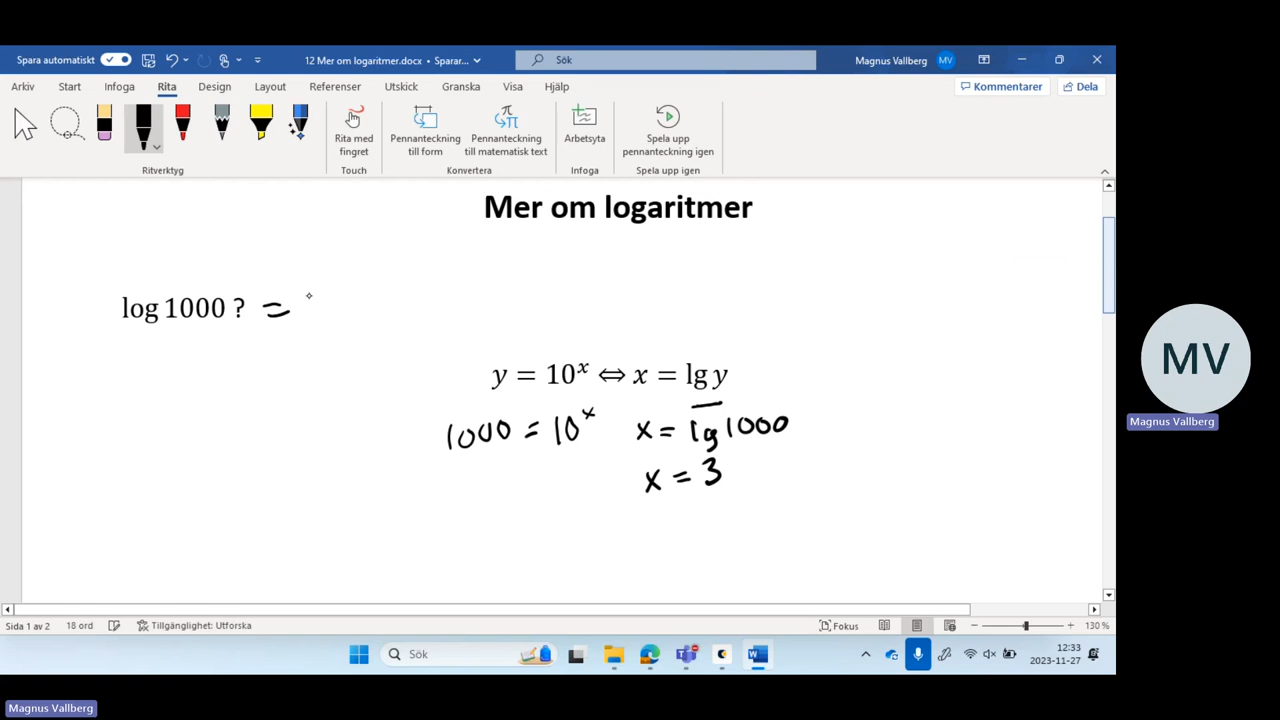 Spara automatiskt
12 Mer om logaritmer.docx • Sparar...
Sök
Magnus Vallberg MV
Arkiv Start Infoga Rita Design Layout Referenser Utskick Granska Visa Hjälp
Kommentarer Dela
Rita med fingret
Pennanteckning till form
Pennanteckning till matematisk text
Arbetsyta
Spela upp pennanteckning igen
Ritverktyg Touch Konvertera Infoga Spela upp igen
Mer om logaritmer
log 1000 ? =
y = 10ˣ ⇔ x = lg y
1000 = 10ˣ x = lg 1000
x = 3
MV
Magnus Vallberg
Sida 1 av 2 18 ord Tillgänglighet: Utforska Fokus 130 %
Sök
12:33
2023-11-27
Magnus Vallberg